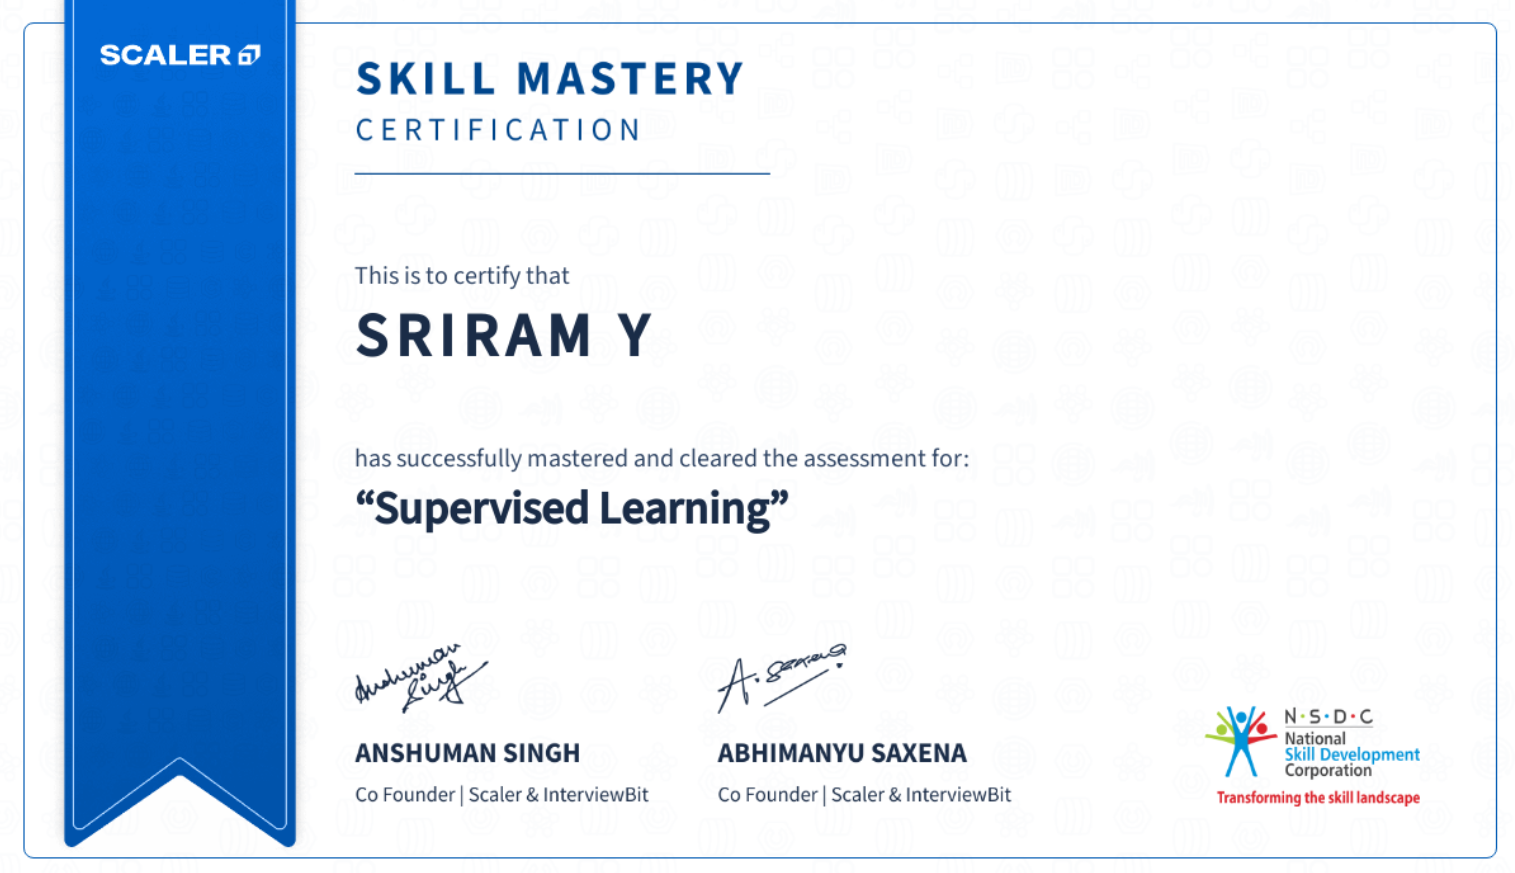 SCALER
SKILL MASTERY
CERTIFICATION
This is to certify that
SRIRAM Y
has successfully mastered and cleared the assessment for:
“Supervised Learning”
Anshuman Singh
A. Saxena
ANSHUMAN SINGH
ABHIMANYU SAXENA
Co Founder | Scaler & InterviewBit
Co Founder | Scaler & InterviewBit
N·S·D·C
National
Skill Development
Corporation
Transforming the skill landscape